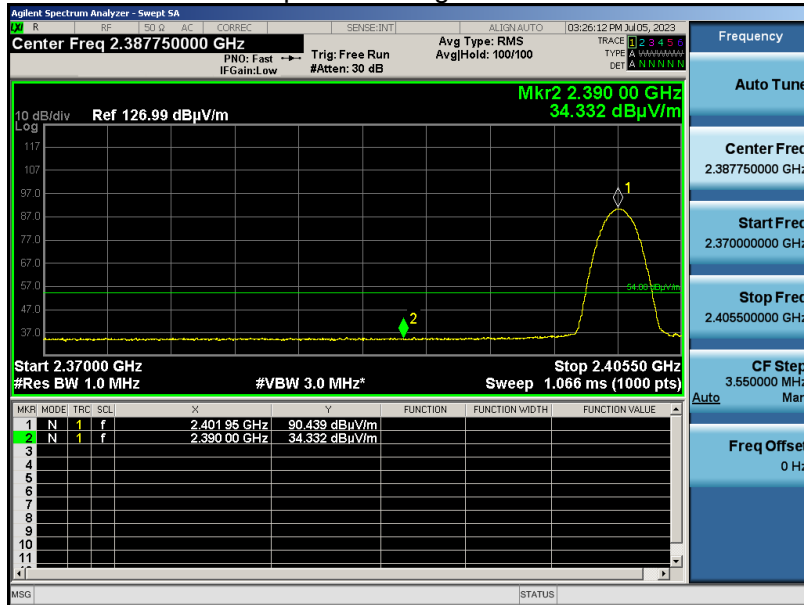 Agilent Spectrum Analyzer - Swept SA
LXI R RF 50 Ω AC CORREC SENSE:INT ALIGN AUTO 03:26:12 PM Jul 05, 2023
Center Freq 2.387750000 GHz
PNO: Fast
IFGain:Low
Trig: Free Run
#Atten: 30 dB
Avg Type: RMS
Avg|Hold: 100/100
TRACE 1 2 3 4 5 6
TYPE A WWWWW
DET A N N N N N
Mkr2 2.390 00 GHz
34.332 dBµV/m
10 dB/div Ref 126.99 dBµV/m
Log
117
107
97.0
87.0
77.0
67.0
57.0
47.0
37.0
1
2
54.00 dBµV/m
Start 2.37000 GHz Stop 2.40550 GHz
#Res BW 1.0 MHz #VBW 3.0 MHz* Sweep 1.066 ms (1000 pts)
MKR MODE TRC SCL X Y FUNCTION FUNCTION WIDTH FUNCTION VALUE
1 N 1 f 2.401 95 GHz 90.439 dBµV/m
2 N 1 f 2.390 00 GHz 34.332 dBµV/m
3
4
5
6
7
8
9
10
11
MSG STATUS
Frequency
Auto Tune
Center Freq
2.387750000 GHz
Start Freq
2.370000000 GHz
Stop Freq
2.405500000 GHz
CF Step
3.550000 MHz
Auto Man
Freq Offset
0 Hz